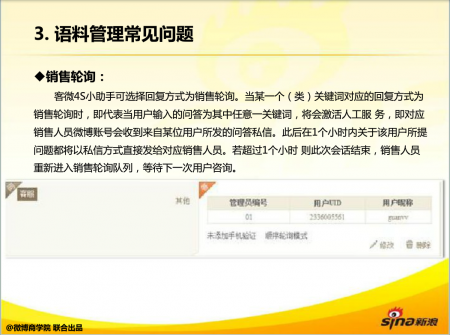 3. 语料管理常见问题
◆销售轮询：
客微4S小助手可选择回复方式为销售轮询。当某一个（类）关键词对应的回复方式为
销售轮询时，即代表当用户输入的问答为其中任意一关键词，将会激活人工服 务，即对应
销售人员微博账号会收到来自某位用户所发的问答私信。此后在1个小时内关于该用户所提
问题都将以私信方式直接发给对应销售人员。若超过1个小时 则此次会话结束，销售人员
重新进入销售轮询队列，等待下一次用户咨询。
客服
其他
管理员编号 用户UID 用户昵称
01 2536005561 guanvv
未添加手机验证 顺序轮询模式
修改 删除
@微博商学院 联合出品
sina新浪